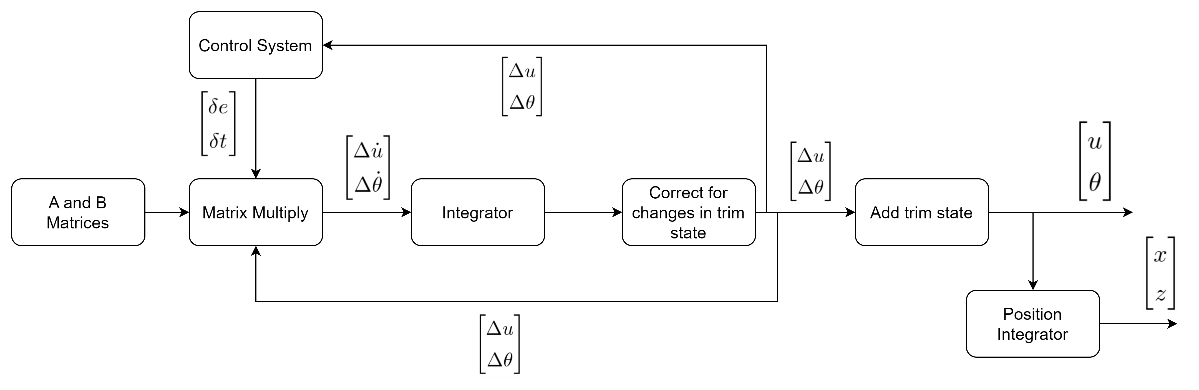 Control System
[Δu
Δθ]
[δe
δt]
[Δu̇
Δθ̇]
[Δu
Δθ]
[u
θ]
A and B
Matrices
Matrix Multiply
Integrator
Correct for
changes in trim
state
Add trim state
[x
z]
Position
Integrator
[Δu
Δθ]